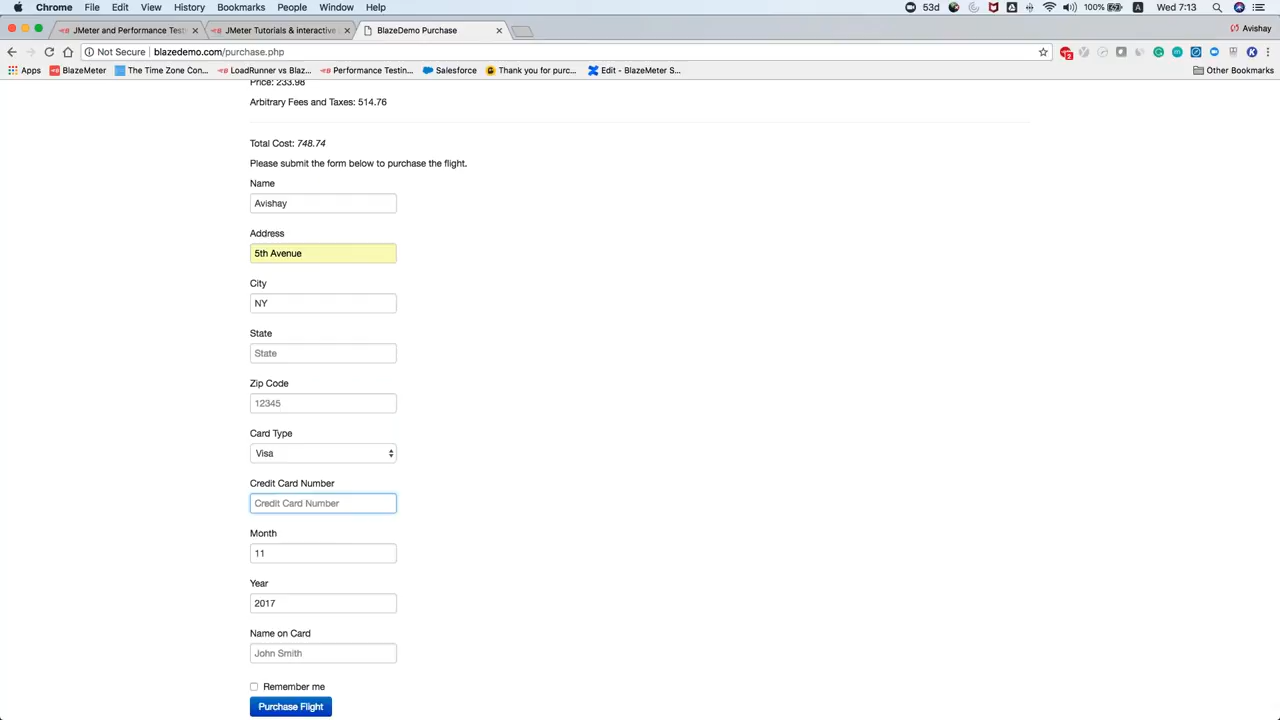 Chrome File Edit View History Bookmarks People Window Help 53d 100% Wed 7:13
JMeter and Performance Test JMeter Tutorials & interactive BlazeDemo Purchase Avishay
Not Secure blazedemo.com/purchase.php
Apps BlazeMeter The Time Zone Con... LoadRunner vs Blaz... Performance Testin... Salesforce Thank you for purc... Edit - BlazeMeter S... Other Bookmarks
Price: 233.98
Arbitrary Fees and Taxes: 514.76
Total Cost: 748.74
Please submit the form below to purchase the flight.
Name
Avishay
Address
5th Avenue
City
NY
State
State
Zip Code
12345
Card Type
Visa
Credit Card Number
Credit Card Number
Month
11
Year
2017
Name on Card
John Smith
Remember me
Purchase Flight